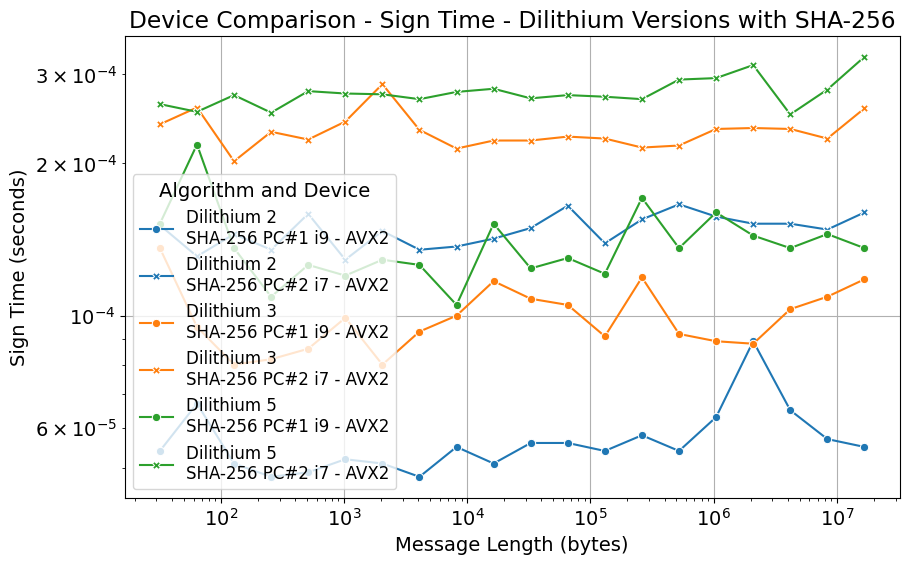 Device Comparison - Sign Time - Dilithium Versions with SHA-256
3 × 10⁻⁴
2 × 10⁻⁴
10⁻⁴
6 × 10⁻⁵
Sign Time (seconds)
Algorithm and Device
Dilithium 2
SHA-256 PC#1 i9 - AVX2
Dilithium 2
SHA-256 PC#2 i7 - AVX2
Dilithium 3
SHA-256 PC#1 i9 - AVX2
Dilithium 3
SHA-256 PC#2 i7 - AVX2
Dilithium 5
SHA-256 PC#1 i9 - AVX2
Dilithium 5
SHA-256 PC#2 i7 - AVX2
10² 10³ 10⁴ 10⁵ 10⁶ 10⁷
Message Length (bytes)